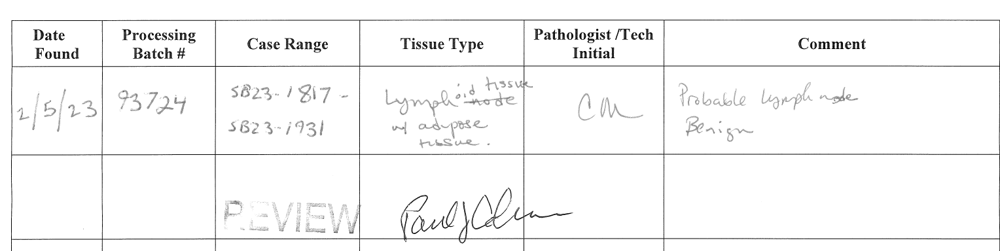 Date Found
Processing Batch #
Case Range
Tissue Type
Pathologist /Tech Initial
Comment
2/5/23
93724
SB23-1817 -
SB23-1931
Lymphoid tissue
node
w/ adipose
tissue.
CM
Probable lymph node
Benign
REVIEW
Paul J